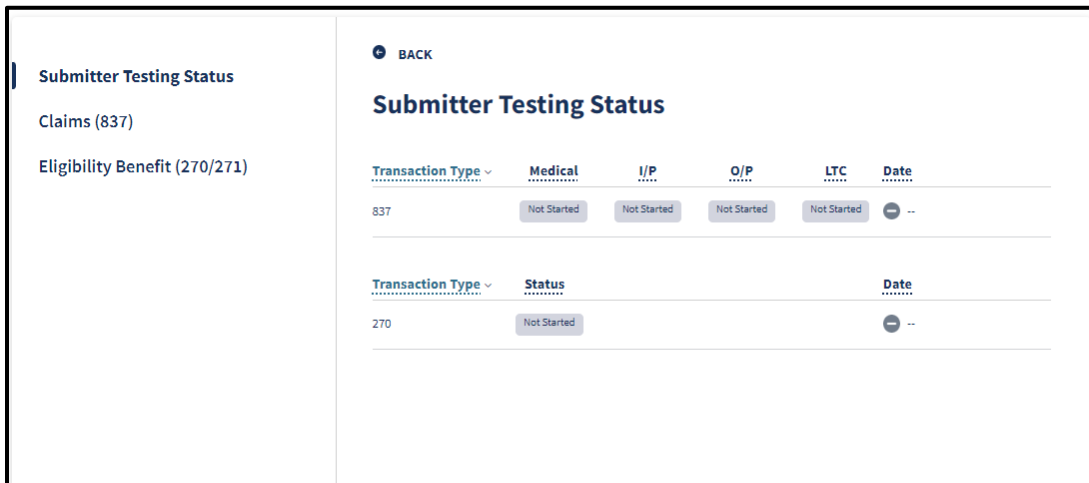 Submitter Testing Status
Claims (837)
Eligibility Benefit (270/271)
BACK
Submitter Testing Status
Transaction Type Medical I/P O/P LTC Date
837 Not Started Not Started Not Started Not Started --
Transaction Type Status Date
270 Not Started --